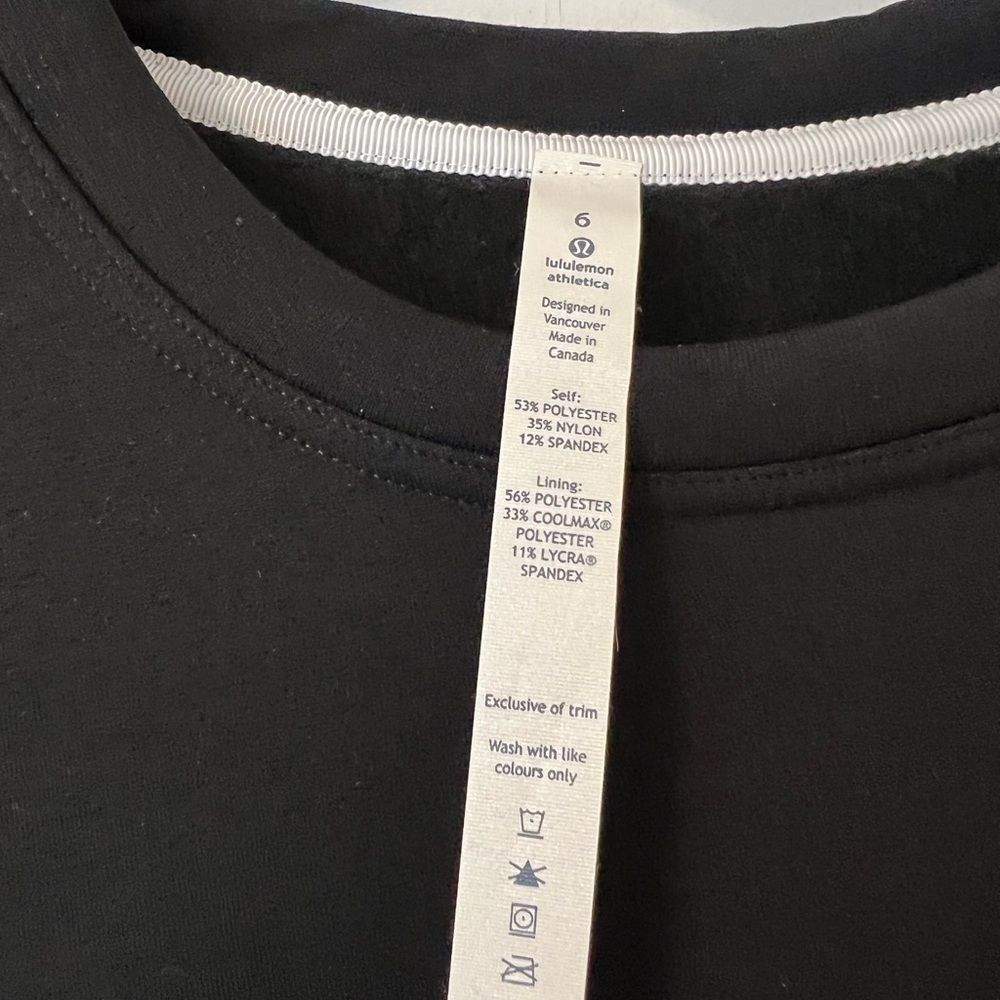 6
lululemon
athletica
Designed in
Vancouver
Made in
Canada
Self:
53% POLYESTER
35% NYLON
12% SPANDEX
Lining:
56% POLYESTER
33% COOLMAX®
POLYESTER
11% LYCRA®
SPANDEX
Exclusive of trim
Wash with like
colours only